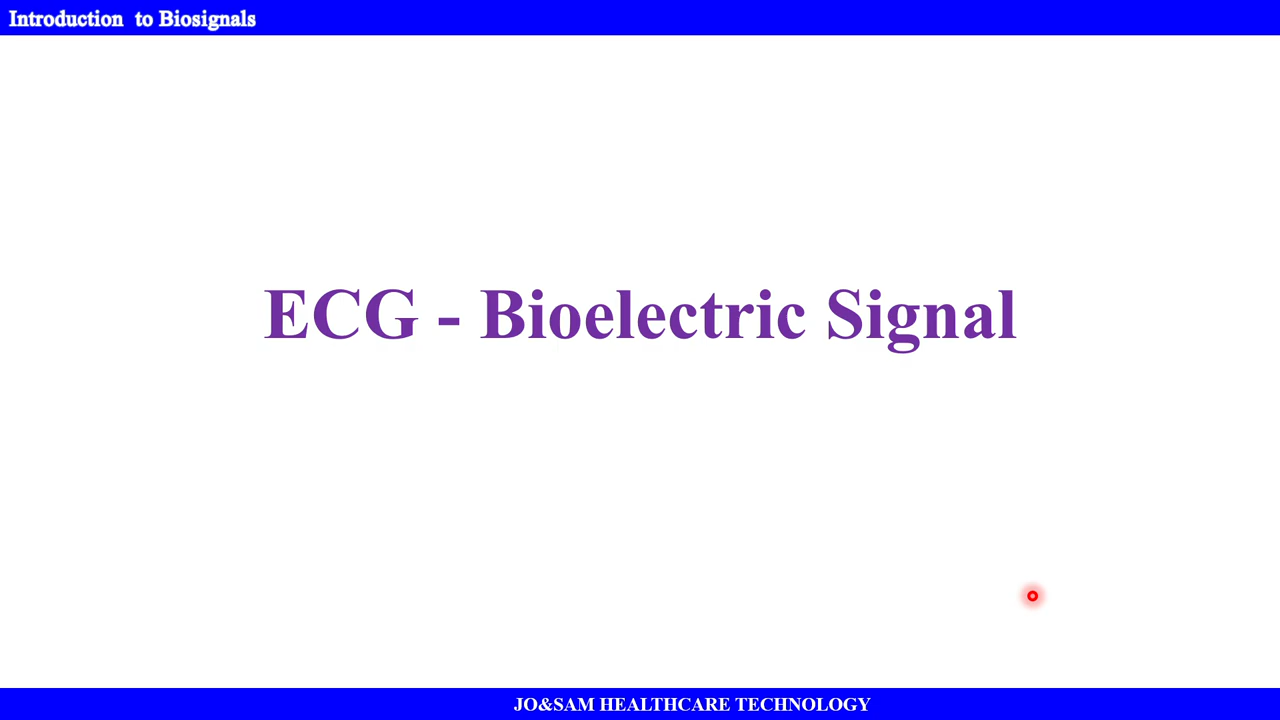 Introduction  to Biosignals
ECG - Bioelectric Signal
JO&SAM HEALTHCARE TECHNOLOGY